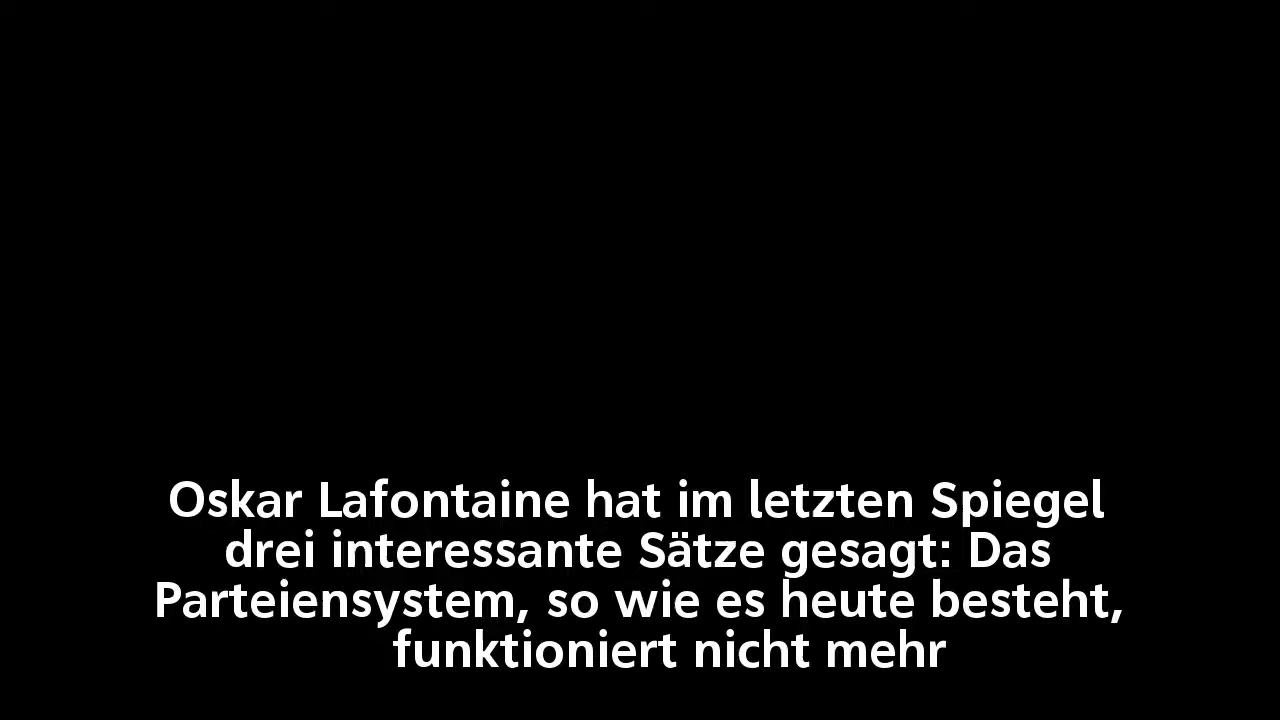 Oskar Lafontaine hat im letzten Spiegel
drei interessante Sätze gesagt: Das
Parteiensystem, so wie es heute besteht,
funktioniert nicht mehr